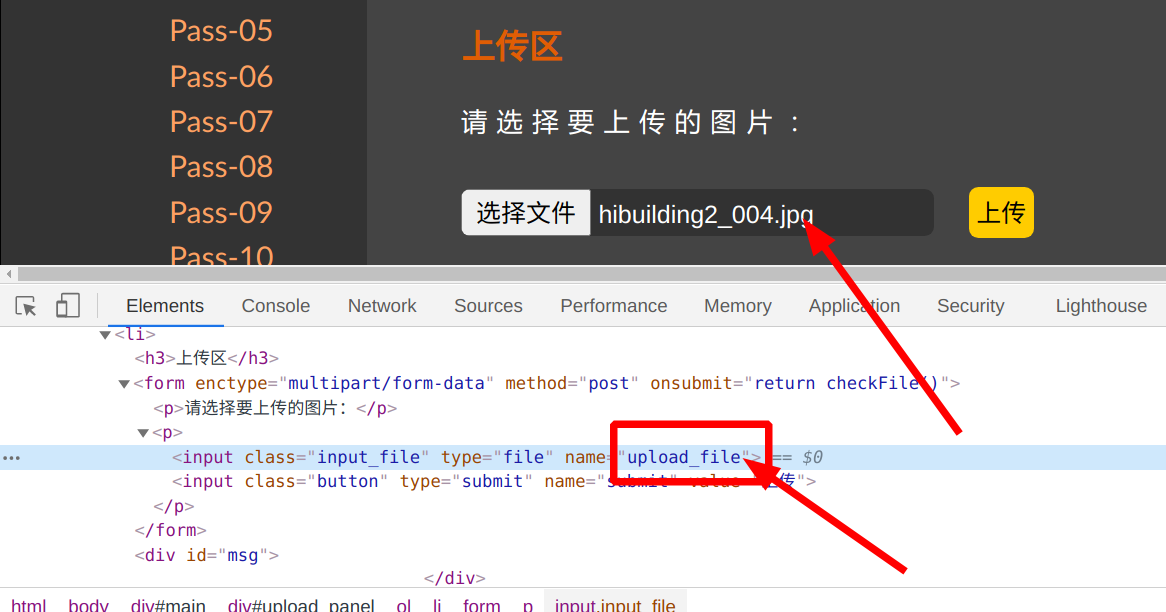 Pass-05
Pass-06
Pass-07
Pass-08
Pass-09
Pass-10
上传区
请选择要上传的图片：
选择文件 hibuilding2_004.jpg 上传
Elements Console Network Sources Performance Memory Application Security Lighthouse
<li>
<h3>上传区</h3>
<form enctype="multipart/form-data" method="post" onsubmit="return checkFile()">
<p>请选择要上传的图片：</p>
<p>
<input class="input_file" type="file" name="upload_file"> == $0
<input class="button" type="submit" name="submit" value="上传">
</p>
</form>
<div id="msg">
</div>
html body div#main div#upload_panel ol li form p input.input_file